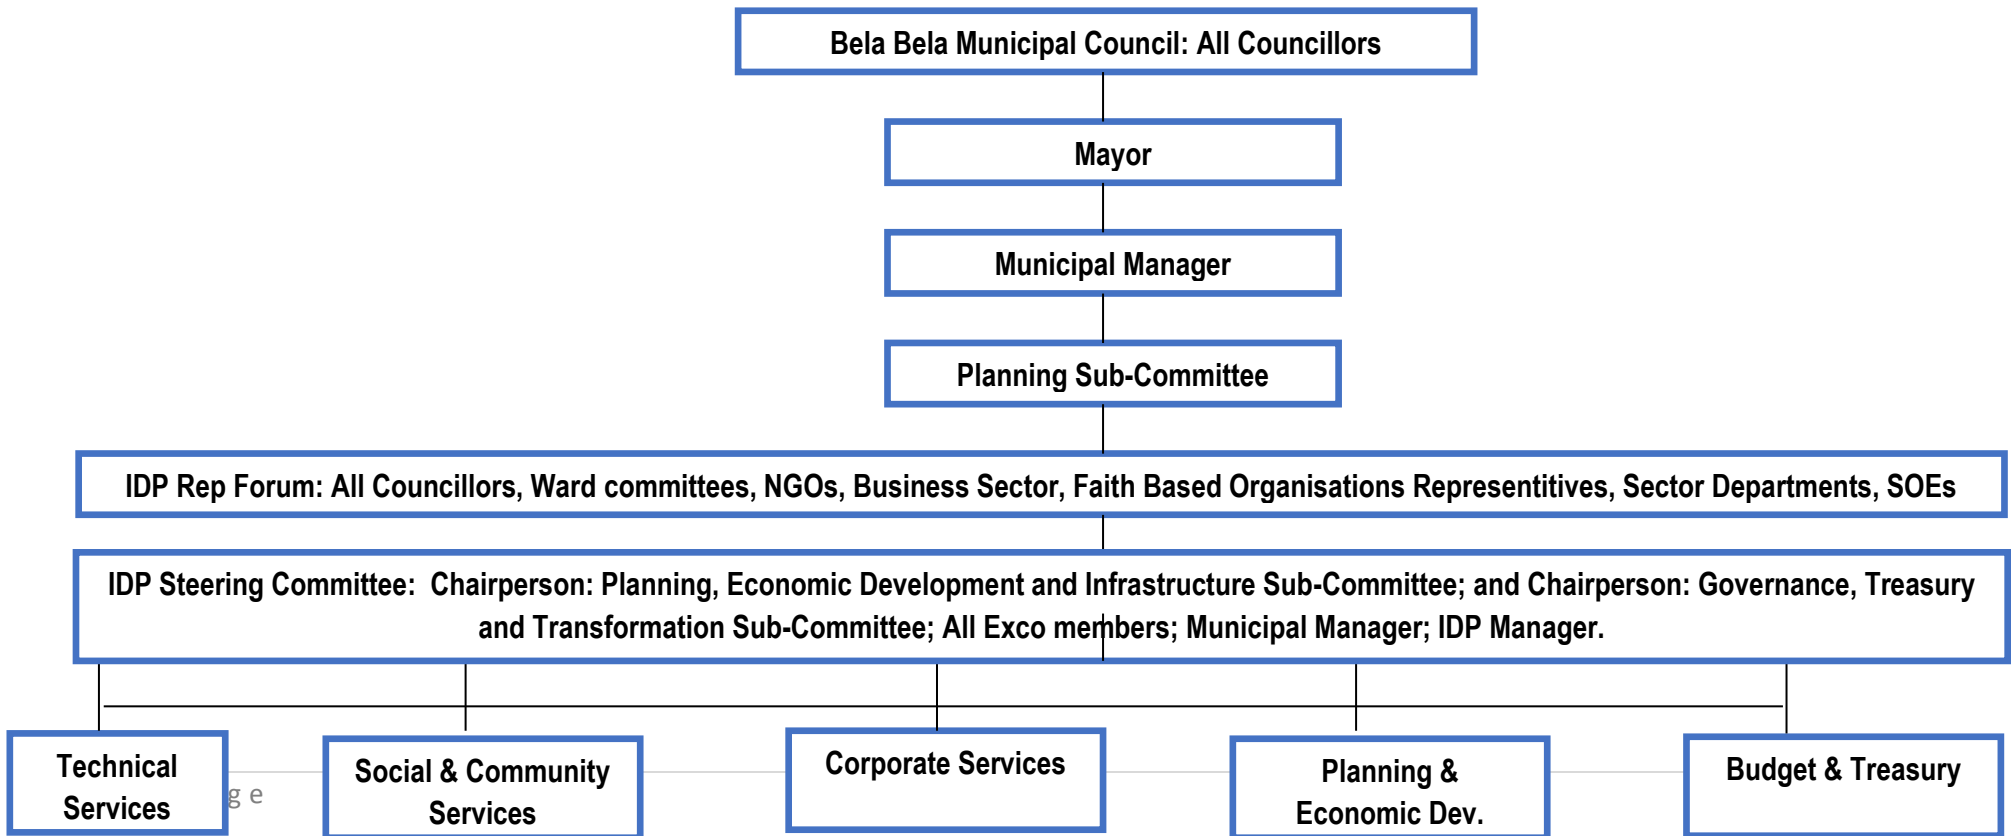 Bela Bela Municipal Council: All Councillors
Mayor
Municipal Manager
Planning Sub-Committee
IDP Rep Forum: All Councillors, Ward committees, NGOs, Business Sector, Faith Based Organisations Representitives, Sector Departments, SOEs
IDP Steering Committee: Chairperson: Planning, Economic Development and Infrastructure Sub-Committee; and Chairperson: Governance, Treasury
and Transformation Sub-Committee; All Exco members; Municipal Manager; IDP Manager.
Technical
Services
Social & Community
Services
Corporate Services
Planning &
Economic Dev.
Budget & Treasury
g e